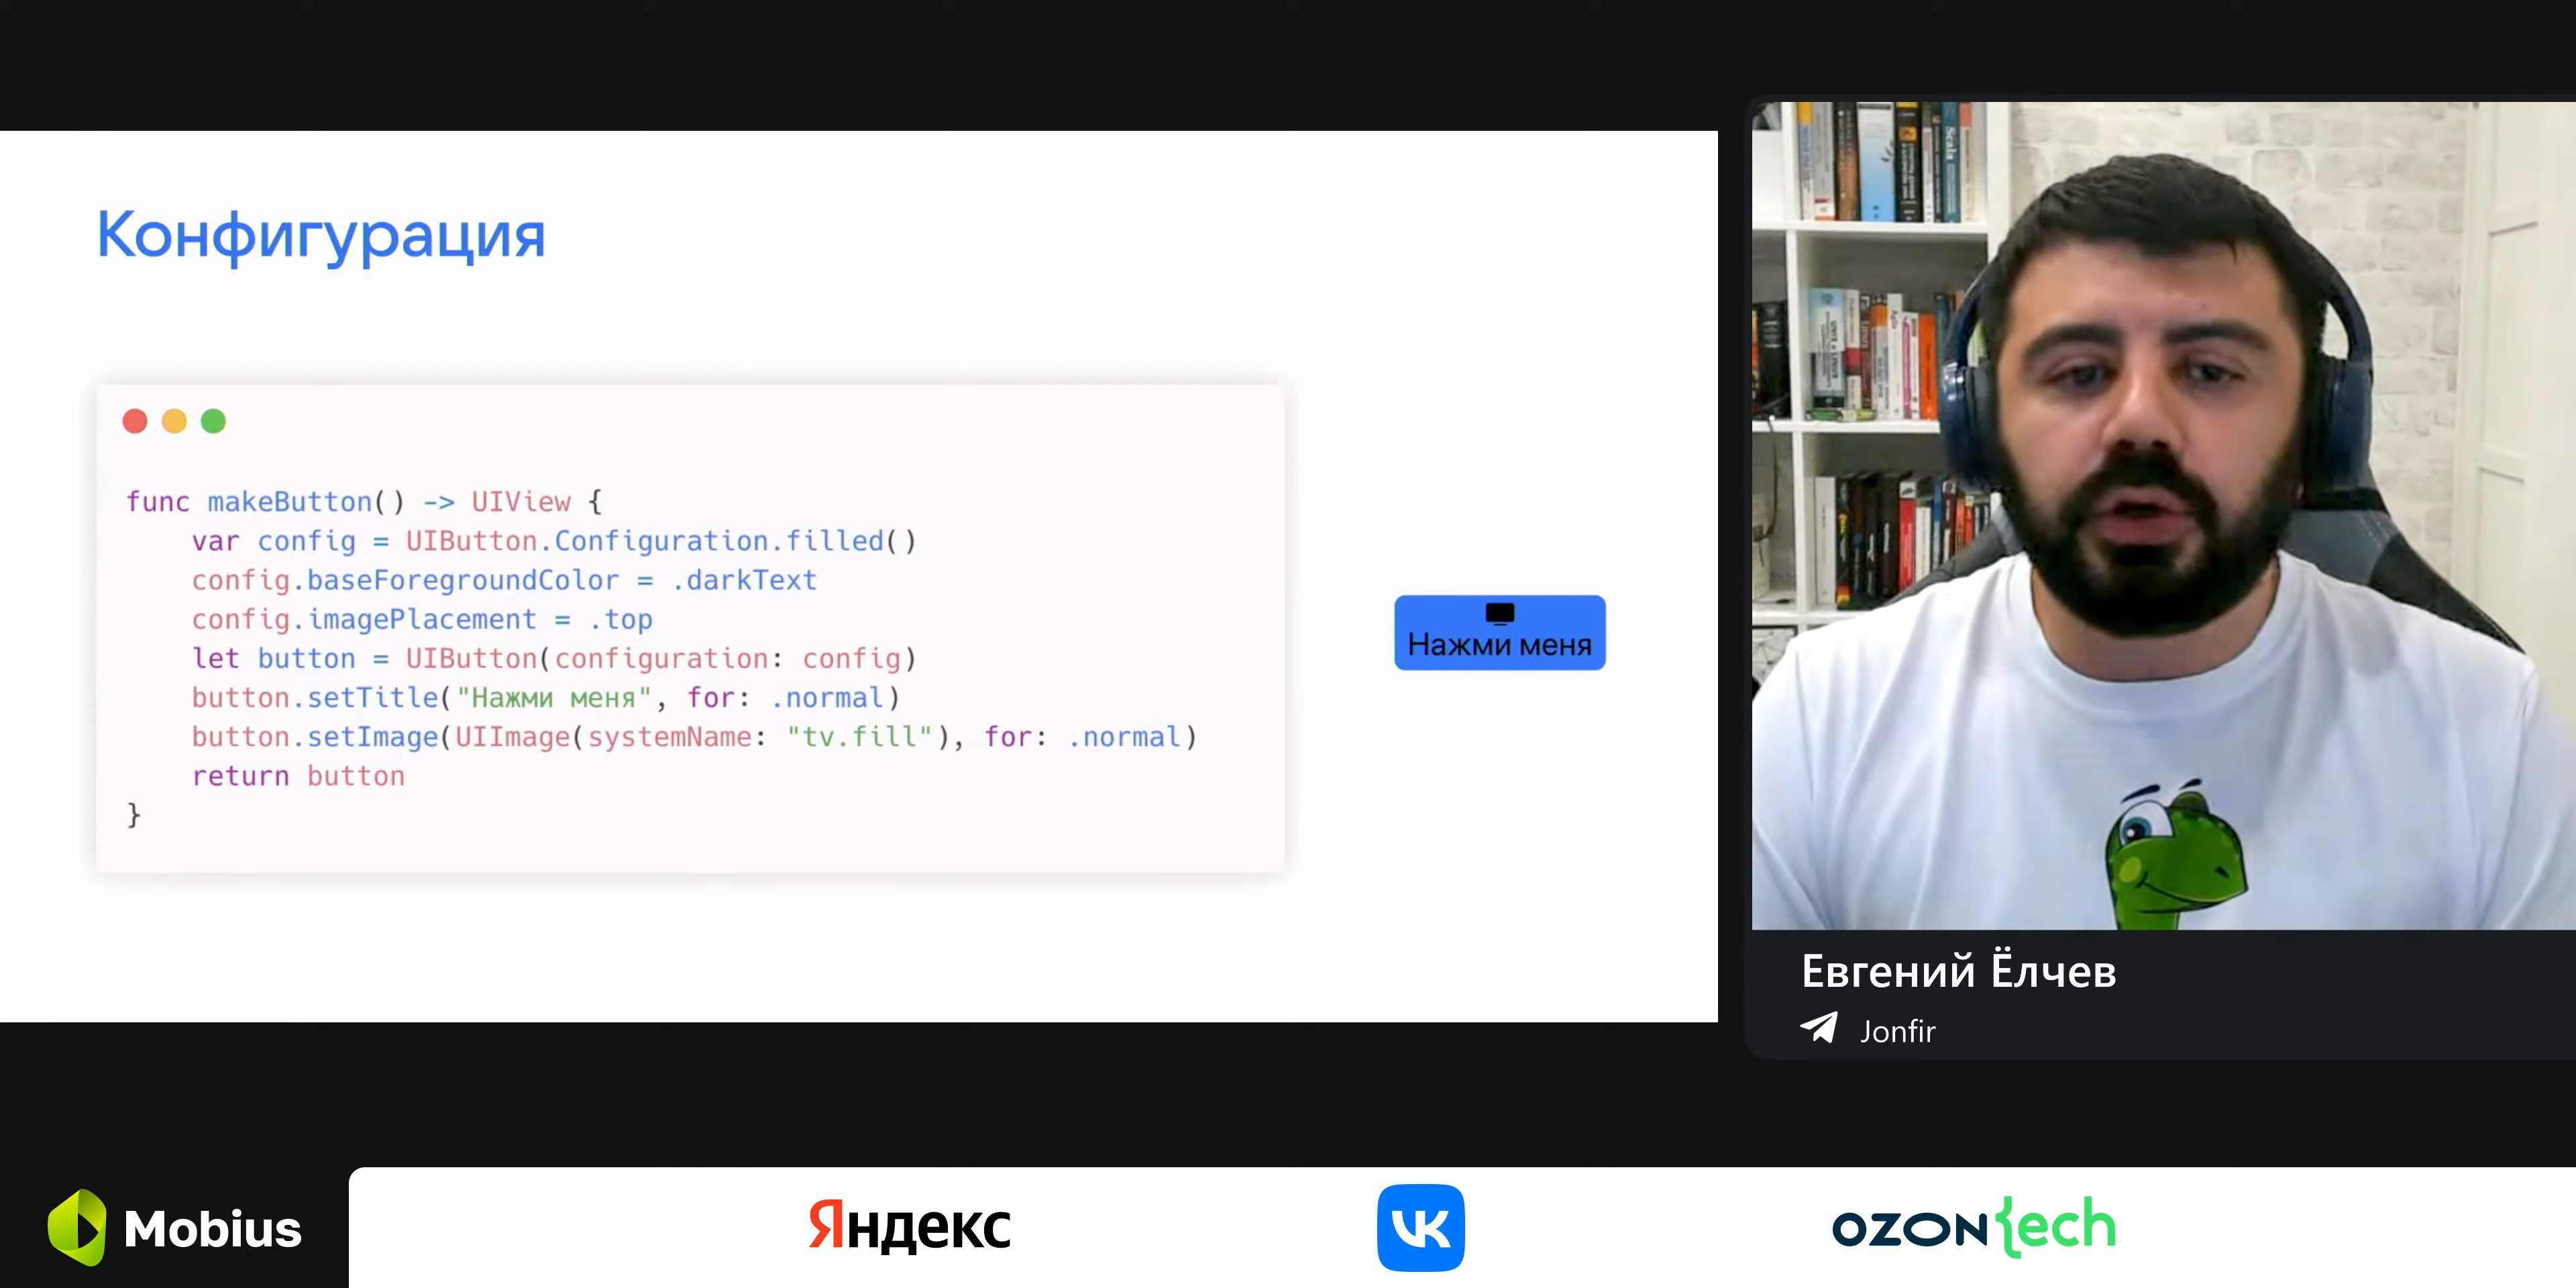 Конфигурация
func makeButton() -> UIView {
    var config = UIButton.Configuration.filled()
    config.baseForegroundColor = .darkText
    config.imagePlacement = .top
    let button = UIButton(configuration: config)
    button.setTitle("Нажми меня", for: .normal)
    button.setImage(UIImage(systemName: "tv.fill"), for: .normal)
    return button
}
Нажми меня
Scala
Евгений Ёлчев
Jonfir
Mobius
Яндекс
VK
ozon{ech